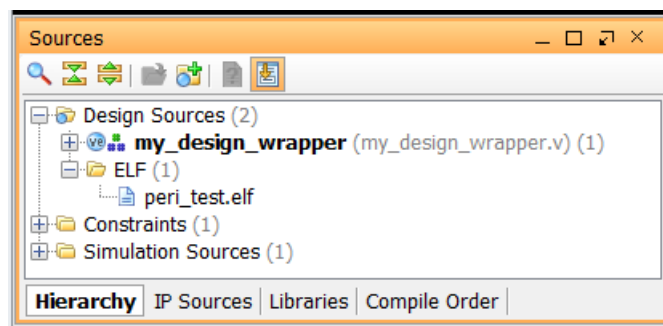 Sources
Design Sources (2)
my_design_wrapper (my_design_wrapper.v) (1)
ELF (1)
peri_test.elf
Constraints (1)
Simulation Sources (1)
Hierarchy IP Sources Libraries Compile Order